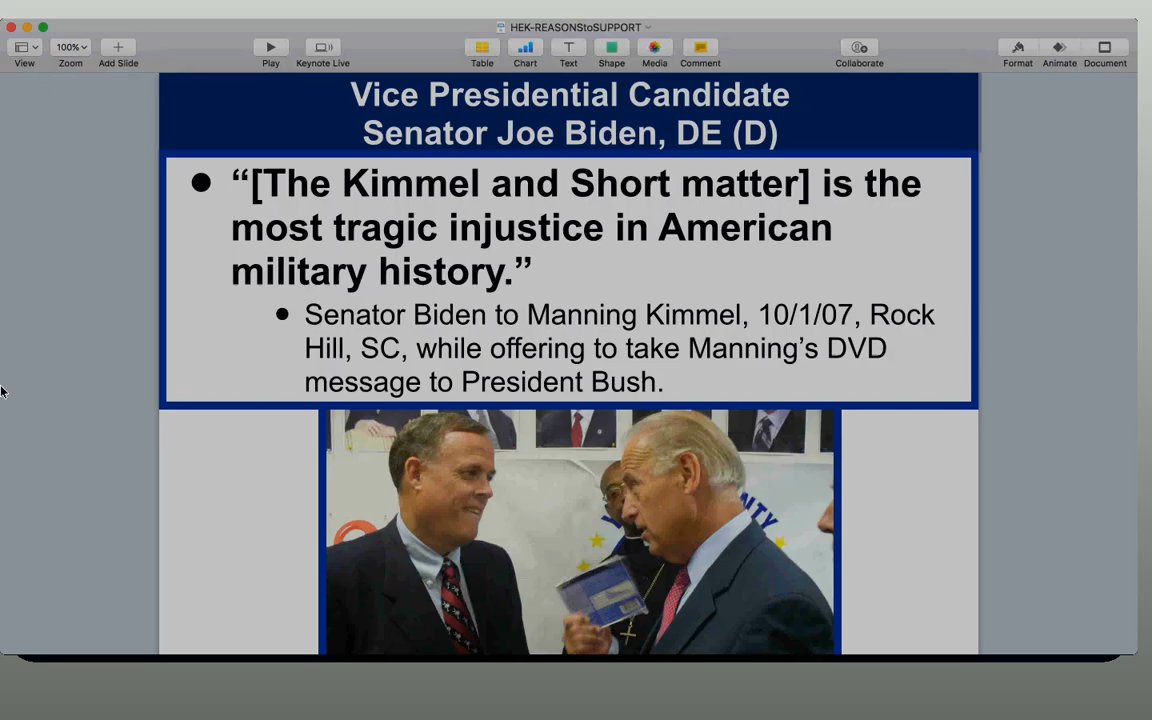 HEK-REASONStoSUPPORT
100%
View
Zoom
Add Slide
Play
Keynote Live
Table
Chart
Text
Shape
Media
Comment
Collaborate
Format
Animate
Document
Vice Presidential Candidate
Senator Joe Biden, DE (D)
● “[The Kimmel and Short matter] is the
most tragic injustice in American
military history.”
● Senator Biden to Manning Kimmel, 10/1/07, Rock
Hill, SC, while offering to take Manning’s DVD
message to President Bush.